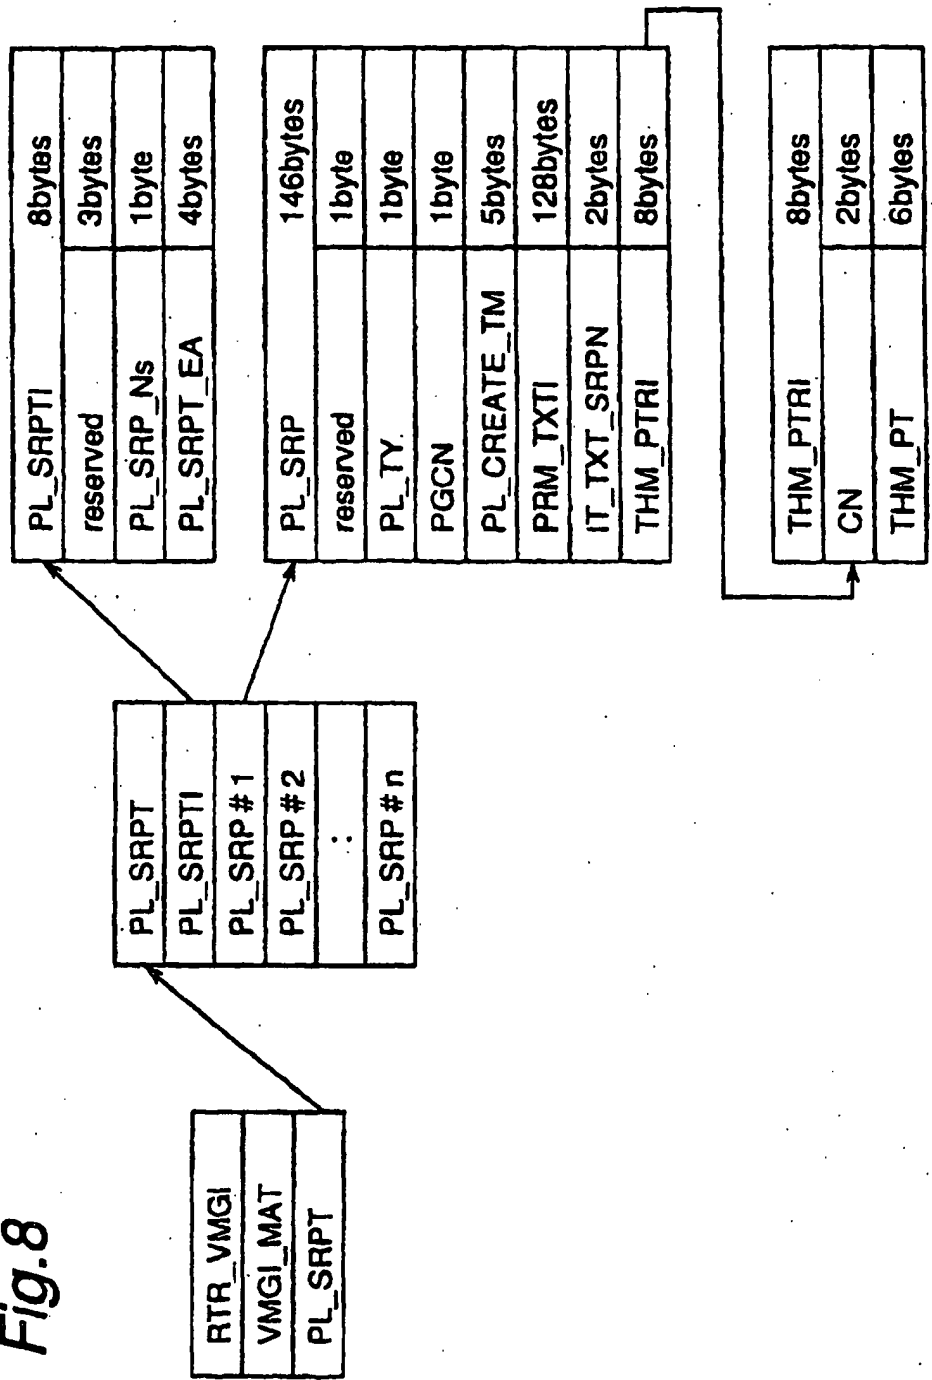 Fig.8
RTR_VMGI
VMGI_MAT
PL_SRPT
PL_SRPT
PL_SRPTI
PL_SRP#1
PL_SRP#2
:
PL_SRP#n
PL_SRPTI 8bytes
reserved 3bytes
PL_SRP_Ns 1byte
PL_SRPT_EA 4bytes
PL_SRP 146bytes
reserved 1byte
PL_TY. 1byte
PGCN 1byte
PL_CREATE_TM 5bytes
PRM_TXTI 128bytes
IT_TXT_SRPN 2bytes
THM_PTRI 8bytes
THM_PTRI 8bytes
CN 2bytes
THM_PT 6bytes